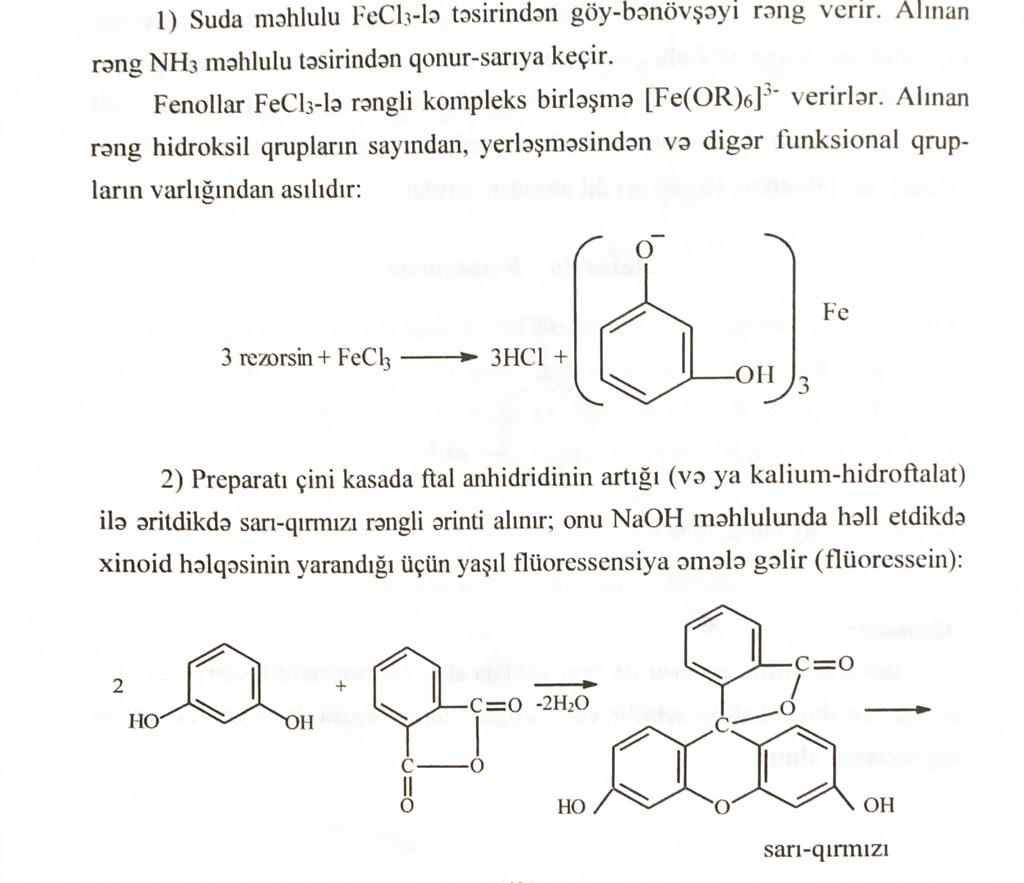 1) Suda məhlulu FeCl₃-lə təsirindən göy-bənövşəyi rəng verir. Alınan
rəng NH₃ məhlulu təsirindən qonur-sarıya keçir.
Fenollar FeCl₃-lə rəngli kompleks birləşmə [Fe(OR)₆]³⁻ verirlər. Alınan
rəng hidroksil qrupların sayından, yerləşməsindən və digər funksional qrup-
ların varlığından asılıdır:
O⁻
Fe
3 rezorsin + FeCl₃ → 3HCl +
OH
3
2) Preparatı çini kasada ftal anhidridinin artığı (və ya kalium-hidroftalat)
ilə əritdikdə sarı-qırmızı rəngli ərinti alınır; onu NaOH məhlulunda həll etdikdə
xinoid həlqəsinin yarandığı üçün yaşıl flüoressensiya əmələ gəlir (flüoressein):
2 HO OH + C=O C O O -2H₂O → C=O O C HO O OH →
sarı-qırmızı